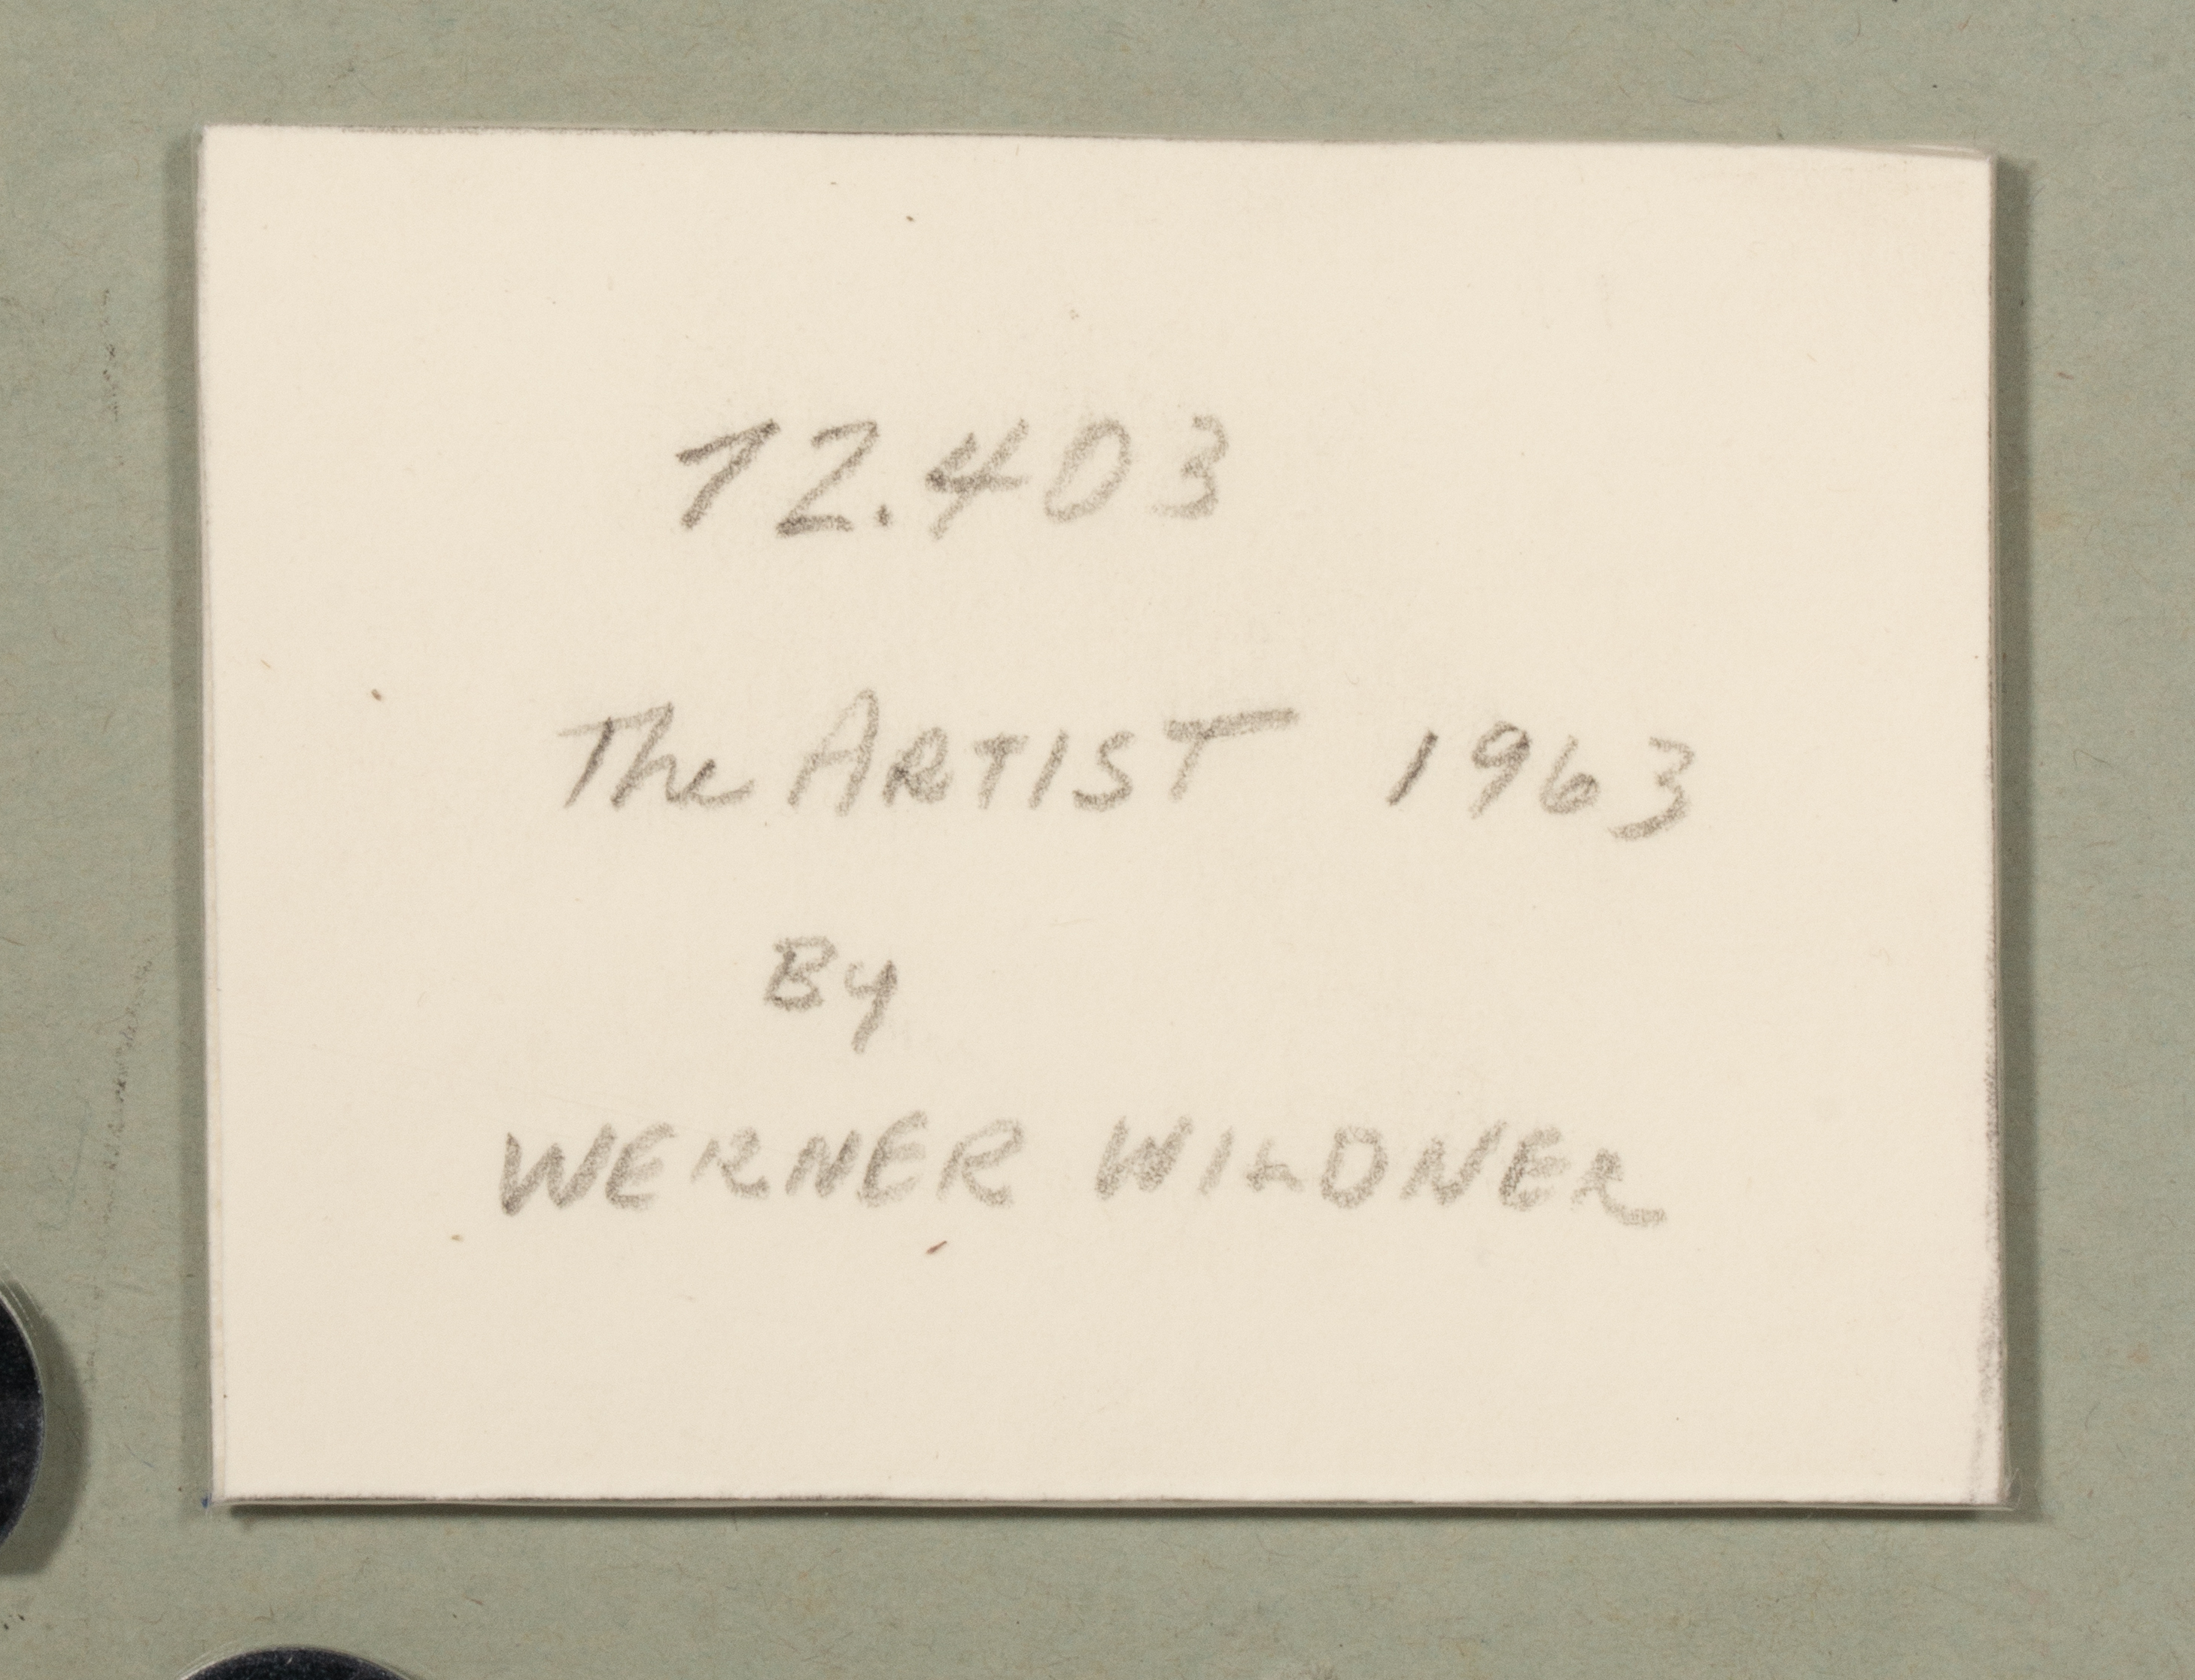 72.403
The ARTIST 1963
By
WERNER WILDNER